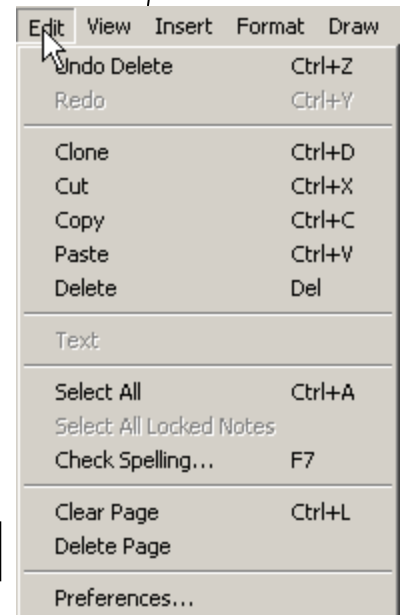 Edit View Insert Format Draw
Undo Delete Ctrl+Z
Redo Ctrl+Y
Clone Ctrl+D
Cut Ctrl+X
Copy Ctrl+C
Paste Ctrl+V
Delete Del
Text
Select All Ctrl+A
Select All Locked Notes
Check Spelling... F7
Clear Page Ctrl+L
Delete Page
Preferences...